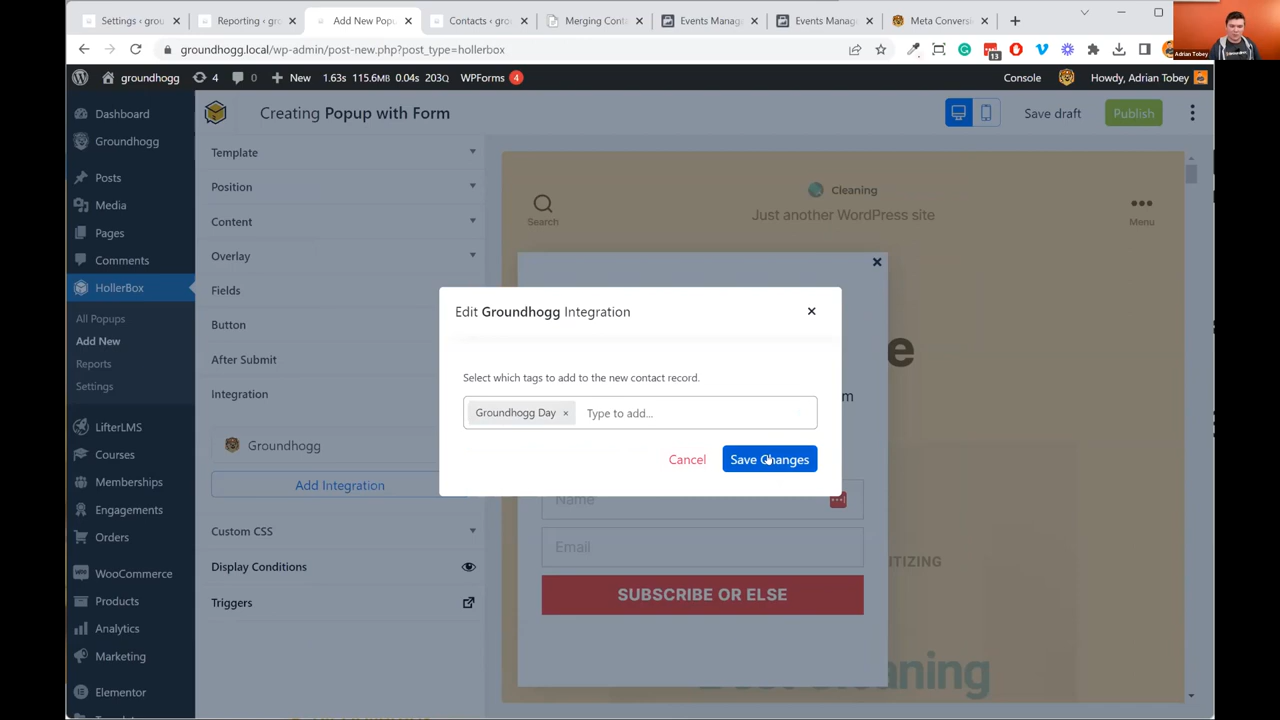 Settings ‹ grou
Reporting ‹ gro
Add New Popu
Contacts ‹ grou
Merging Cont
Events Manag
Events Manag
Meta Conversi
groundhogg.local/wp-admin/post-new.php?post_type=hollerbox
13
Adrian Tobey
groundhogg
4
0
New
1.63s 115.6MB 0.04s 203Q
WPForms 4
Console
Howdy, Adrian Tobey
Dashboard
Groundhogg
Posts
Media
Pages
Comments
HollerBox
All Popups
Add New
Reports
Settings
LifterLMS
Courses
Memberships
Engagements
Orders
WooCommerce
Products
Analytics
Marketing
Elementor
Creating Popup with Form
Save draft
Publish
Template
Position
Content
Overlay
Fields
Button
After Submit
Integration
Groundhogg
Add Integration
Custom CSS
Display Conditions
Triggers
Search
Cleaning
Just another WordPress site
Menu
Edit Groundhogg Integration
Select which tags to add to the new contact record.
Groundhogg Day ×
Type to add...
Cancel
Save Changes
Name
Email
SUBSCRIBE OR ELSE